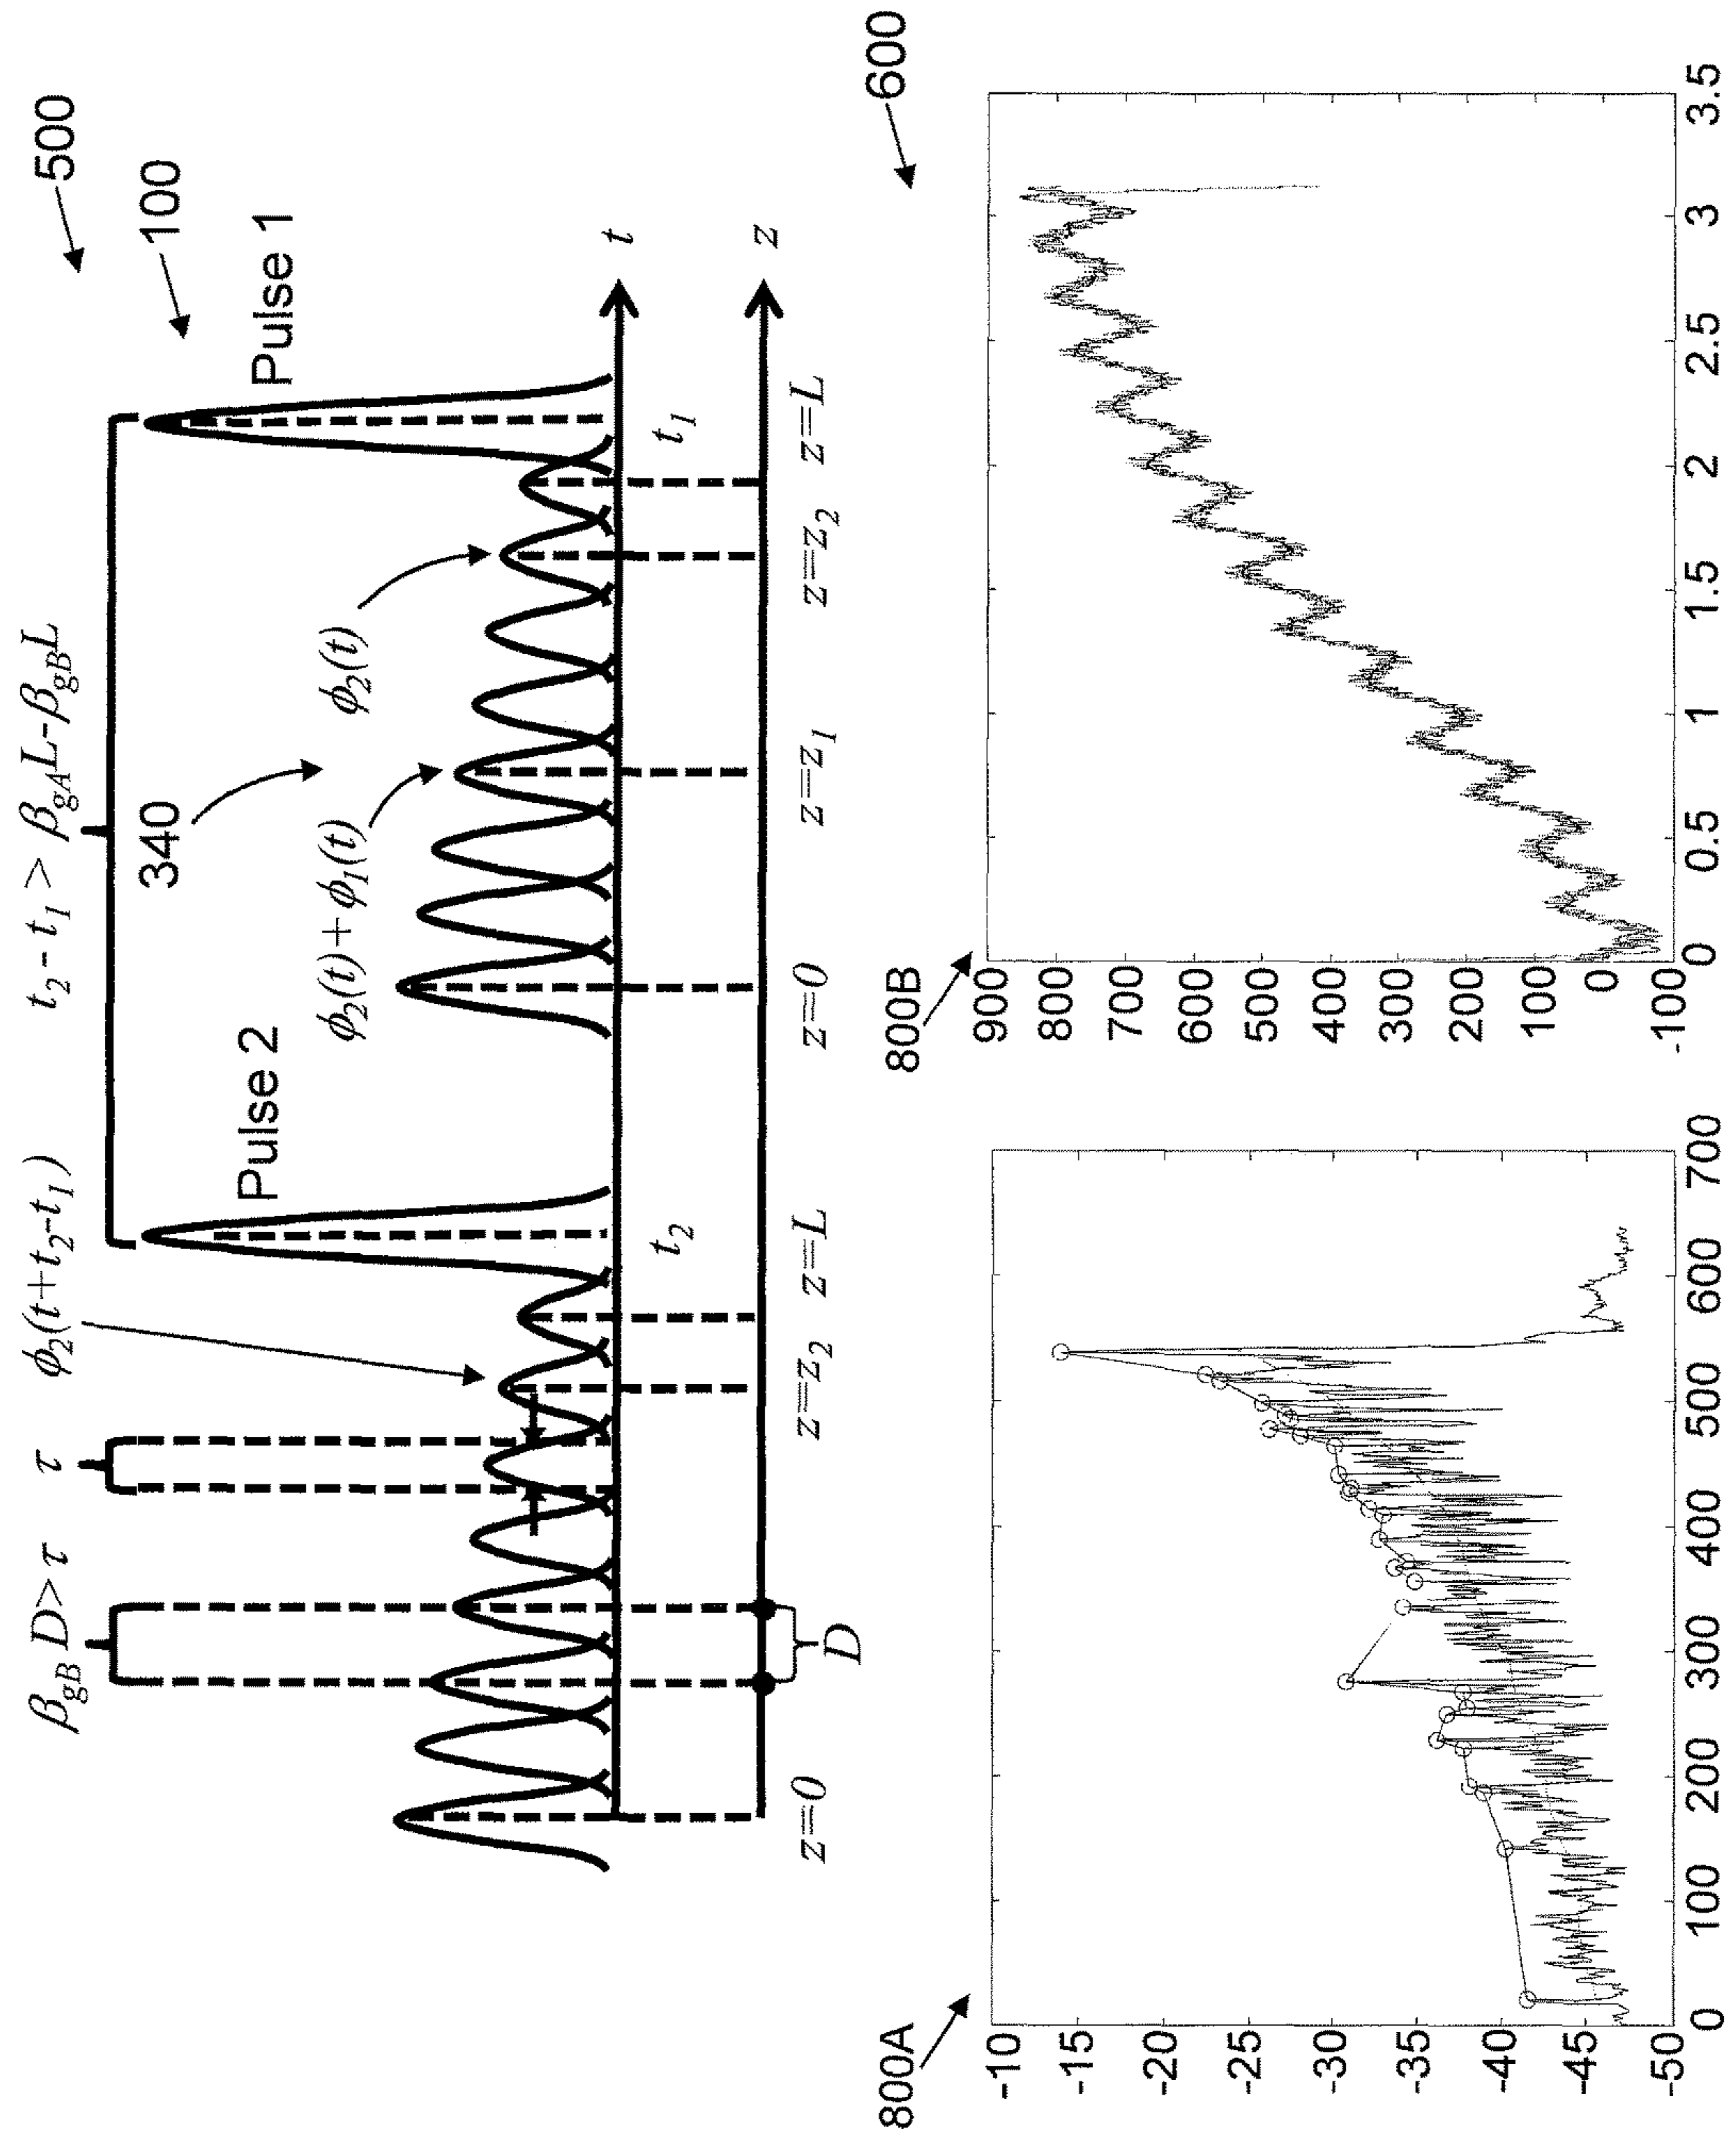 500
100
β_gB D > τ
τ
ϕ₂(t+t₂-t₁)
t₂ - t₁ > β_gA L-β_gB L
Pulse 2
340
Pulse 1
ϕ₂(t)+ϕ₁(t)
ϕ₂(t)
t
t₂
t₁
z
z=0
D
z=z₂
z=L
z=0
z=z₁
z=z₂
z=L
800A
-10
-15
-20
-25
-30
-35
-40
-45
-50
0 100 200 300 400 500 600 700
800B
600
900
800
700
600
500
400
300
200
100
0
-100
0 0.5 1 1.5 2 2.5 3 3.5